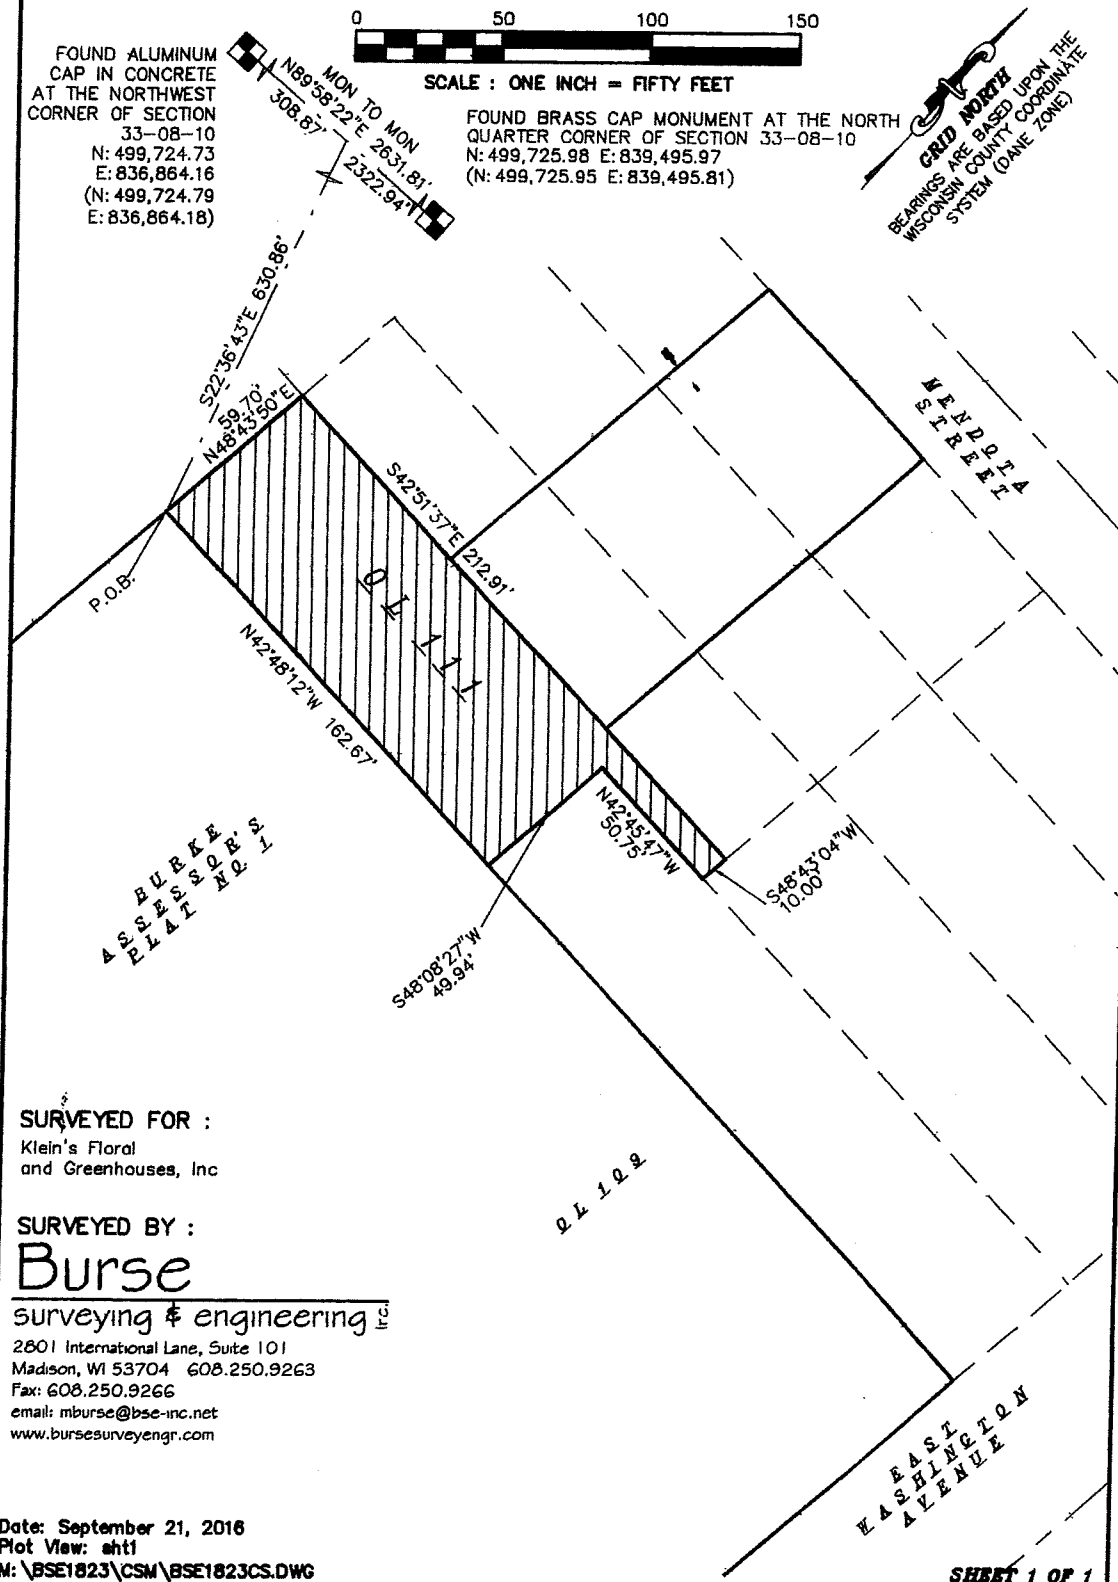 0 50 100 150
SCALE : ONE INCH = FIFTY FEET
FOUND ALUMINUM
CAP IN CONCRETE
AT THE NORTHWEST
CORNER OF SECTION
33-08-10
N: 499,724.73
E: 836,864.16
(N: 499,724.79
E: 836,864.18)
MON TO MON
N89°58'22"E 2631.81'
308.87'
2322.94'
FOUND BRASS CAP MONUMENT AT THE NORTH
QUARTER CORNER OF SECTION 33-08-10
N: 499,725.98 E: 839,495.97
(N: 499,725.95 E: 839,495.81)
GRID NORTH
BEARINGS ARE BASED UPON THE
WISCONSIN COUNTY COORDINATE
SYSTEM (DANE ZONE)
S22°36'43"E 630.86'
59.70'
N48°43'50"E
MENDOTA
STREET
S42°51'37"E 212.91'
P.O.B.
OL 111
N42°48'12"W 162.67'
N42°45'47"W
50.75'
S48°43'04"W
10.00'
BURKE
ASSESSOR'S
PLAT NO. 1
S48°08'27"W
49.94'
SURVEYED FOR :
Klein's Floral
and Greenhouses, Inc
OL 109
SURVEYED BY :
Burse
surveying & engineering inc.
2801 International Lane, Suite 101
Madison, WI 53704 608.250.9263
Fax: 608.250.9266
email: mburse@bse-inc.net
www.bursesurveyengr.com
EAST
WASHINGTON
AVENUE
Date: September 21, 2016
Plot View: sht1
M:\BSE1823\CSM\BSE1823CS.DWG
SHEET 1 OF 1